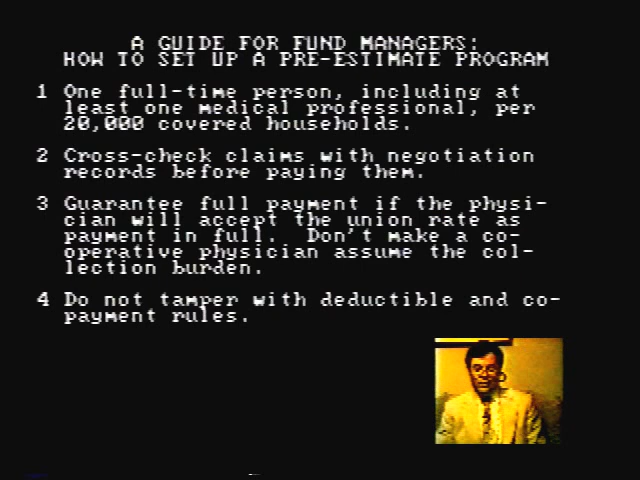 A GUIDE FOR FUND MANAGERS:
HOW TO SET UP A PRE-ESTIMATE PROGRAM
1 One full-time person, including at
least one medical professional, per
20,000 covered households.
2 Cross-check claims with negotiation
records before paying them.
3 Guarantee full payment if the physi-
cian will accept the union rate as
payment in full. Don't make a co-
operative physician assume the col-
lection burden.
4 Do not tamper with deductible and co-
payment rules.